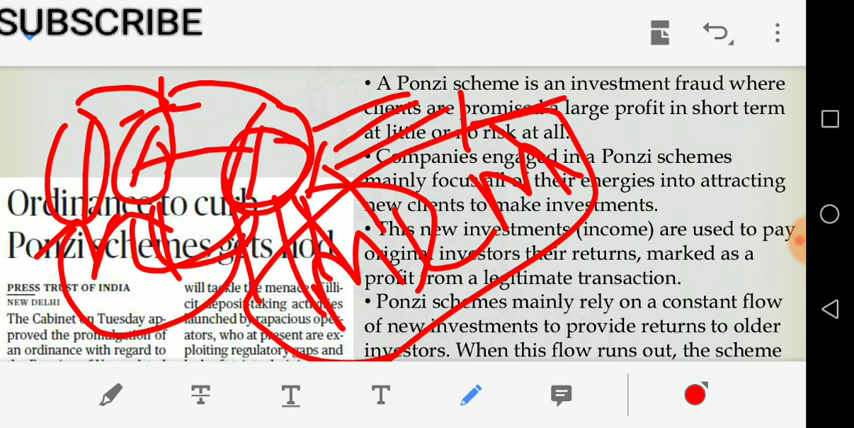 SUBSCRIBE
• A Ponzi scheme is an investment fraud where
clients are promised a large profit in short term
at little or no risk at all.
• Companies engaged in a Ponzi schemes
mainly focus all of their energies into attracting
new clients to make investments.
• This new investments (income) are used to pay
original investors their returns, marked as a
profit from a legitimate transaction.
• Ponzi schemes mainly rely on a constant flow
of new investments to provide returns to older
investors. When this flow runs out, the scheme
Ordinance to curb
Ponzi schemes gets nod
PRESS TRUST OF INDIA
NEW DELHI
The Cabinet on Tuesday ap-
proved the promulgation of
an ordinance with regard to
will tackle the menace of illi-
cit deposit-taking activities
launched by rapacious oper-
ators, who at present are ex-
ploiting regulatory gaps and